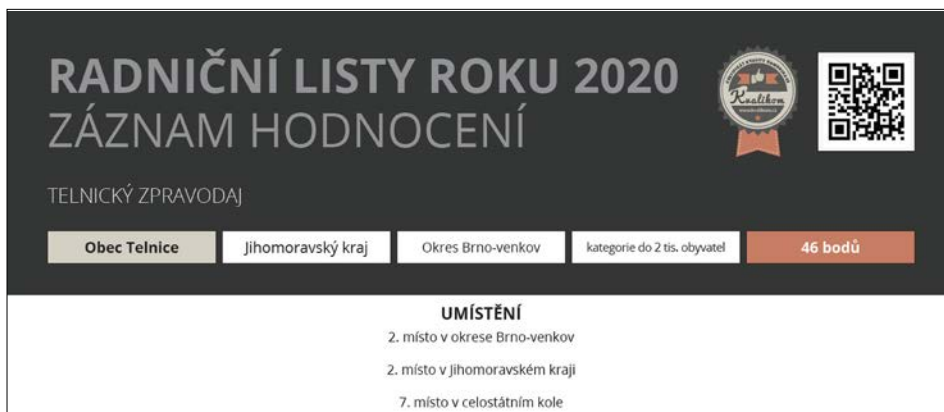 RADNIČNÍ LISTY ROKU 2020
ZÁZNAM HODNOCENÍ
Kvalikom
TELNICKÝ ZPRAVODAJ
Obec Telnice
Jihomoravský kraj
Okres Brno-venkov
kategorie do 2 tis. obyvatel
46 bodů
UMÍSTĚNÍ
2. místo v okrese Brno-venkov
2. místo v Jihomoravském kraji
7. místo v celostátním kole